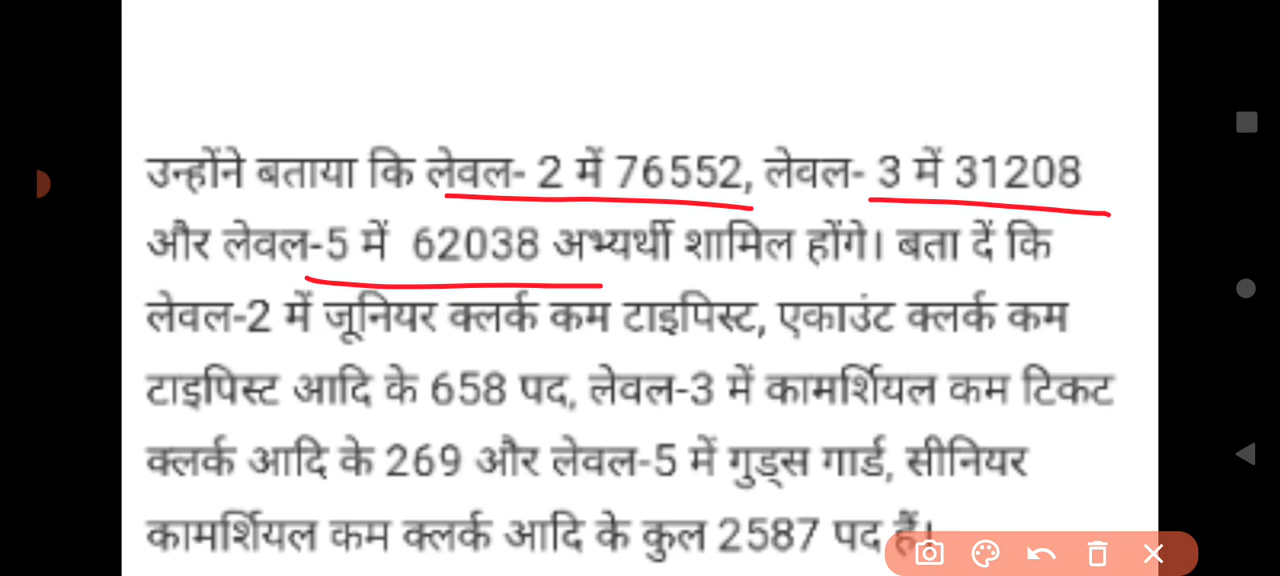 उन्होंने बताया कि लेवल- 2 में 76552, लेवल- 3 में 31208
और लेवल-5 में 62038 अभ्यर्थी शामिल होंगे। बता दें कि
लेवल-2 में जूनियर क्लर्क कम टाइपिस्ट, एकाउंट क्लर्क कम
टाइपिस्ट आदि के 658 पद, लेवल-3 में कामर्शियल कम टिकट
क्लर्क आदि के 269 और लेवल-5 में गुड्स गार्ड, सीनियर
कामर्शियल कम क्लर्क आदि के कुल 2587 पद हैं।